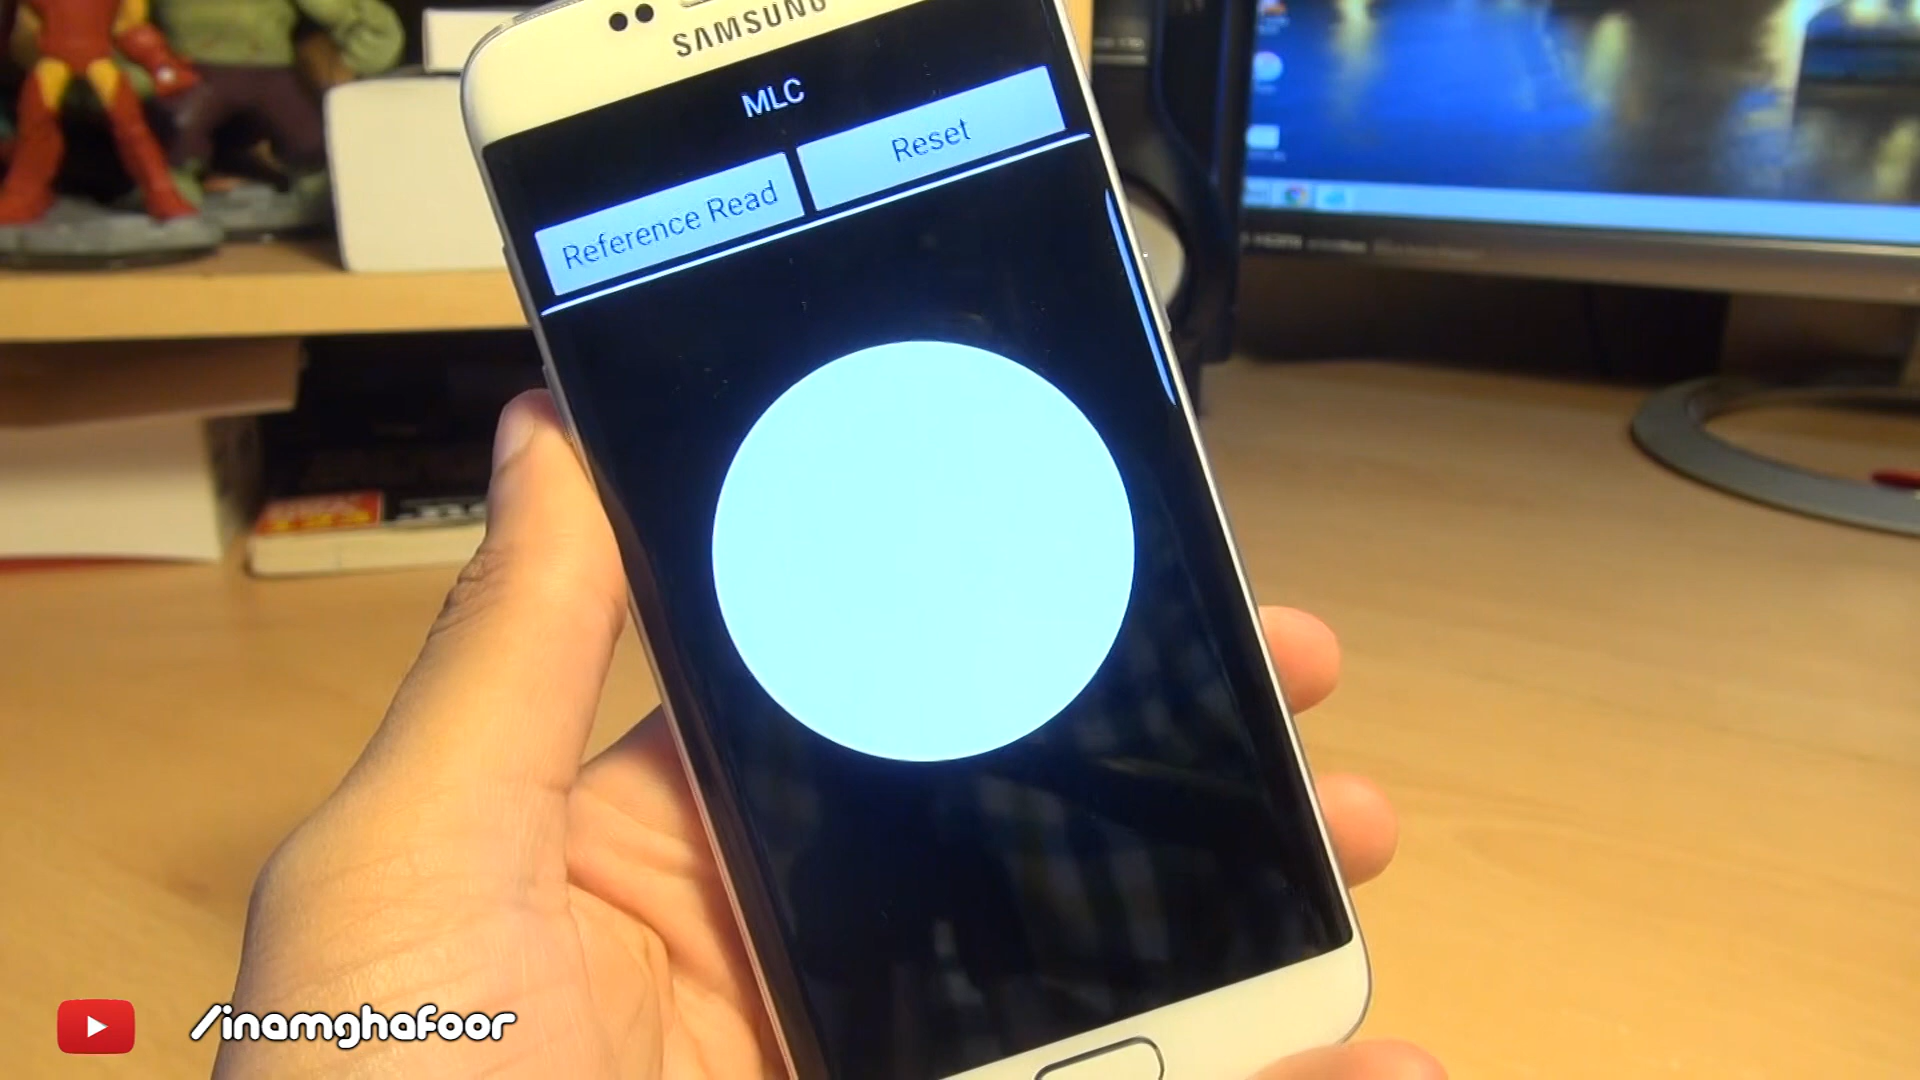 SAMSUNG
MLC
Reset
Reference Read
/inamghafoor